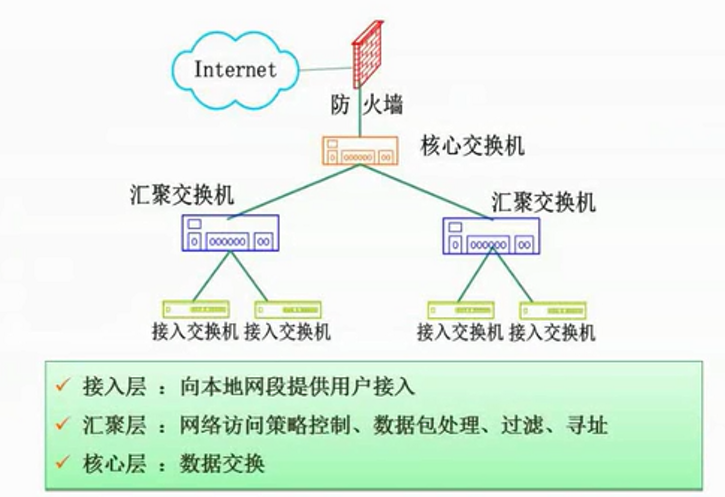 Internet
防 火墙
核心交换机
汇聚交换机
汇聚交换机
接入交换机 接入交换机 接入交换机 接入交换机
✓ 接入层 ：向本地网段提供用户接入
✓ 汇聚层 ：网络访问策略控制、数据包处理、过滤、寻址
✓ 核心层 ：数据交换